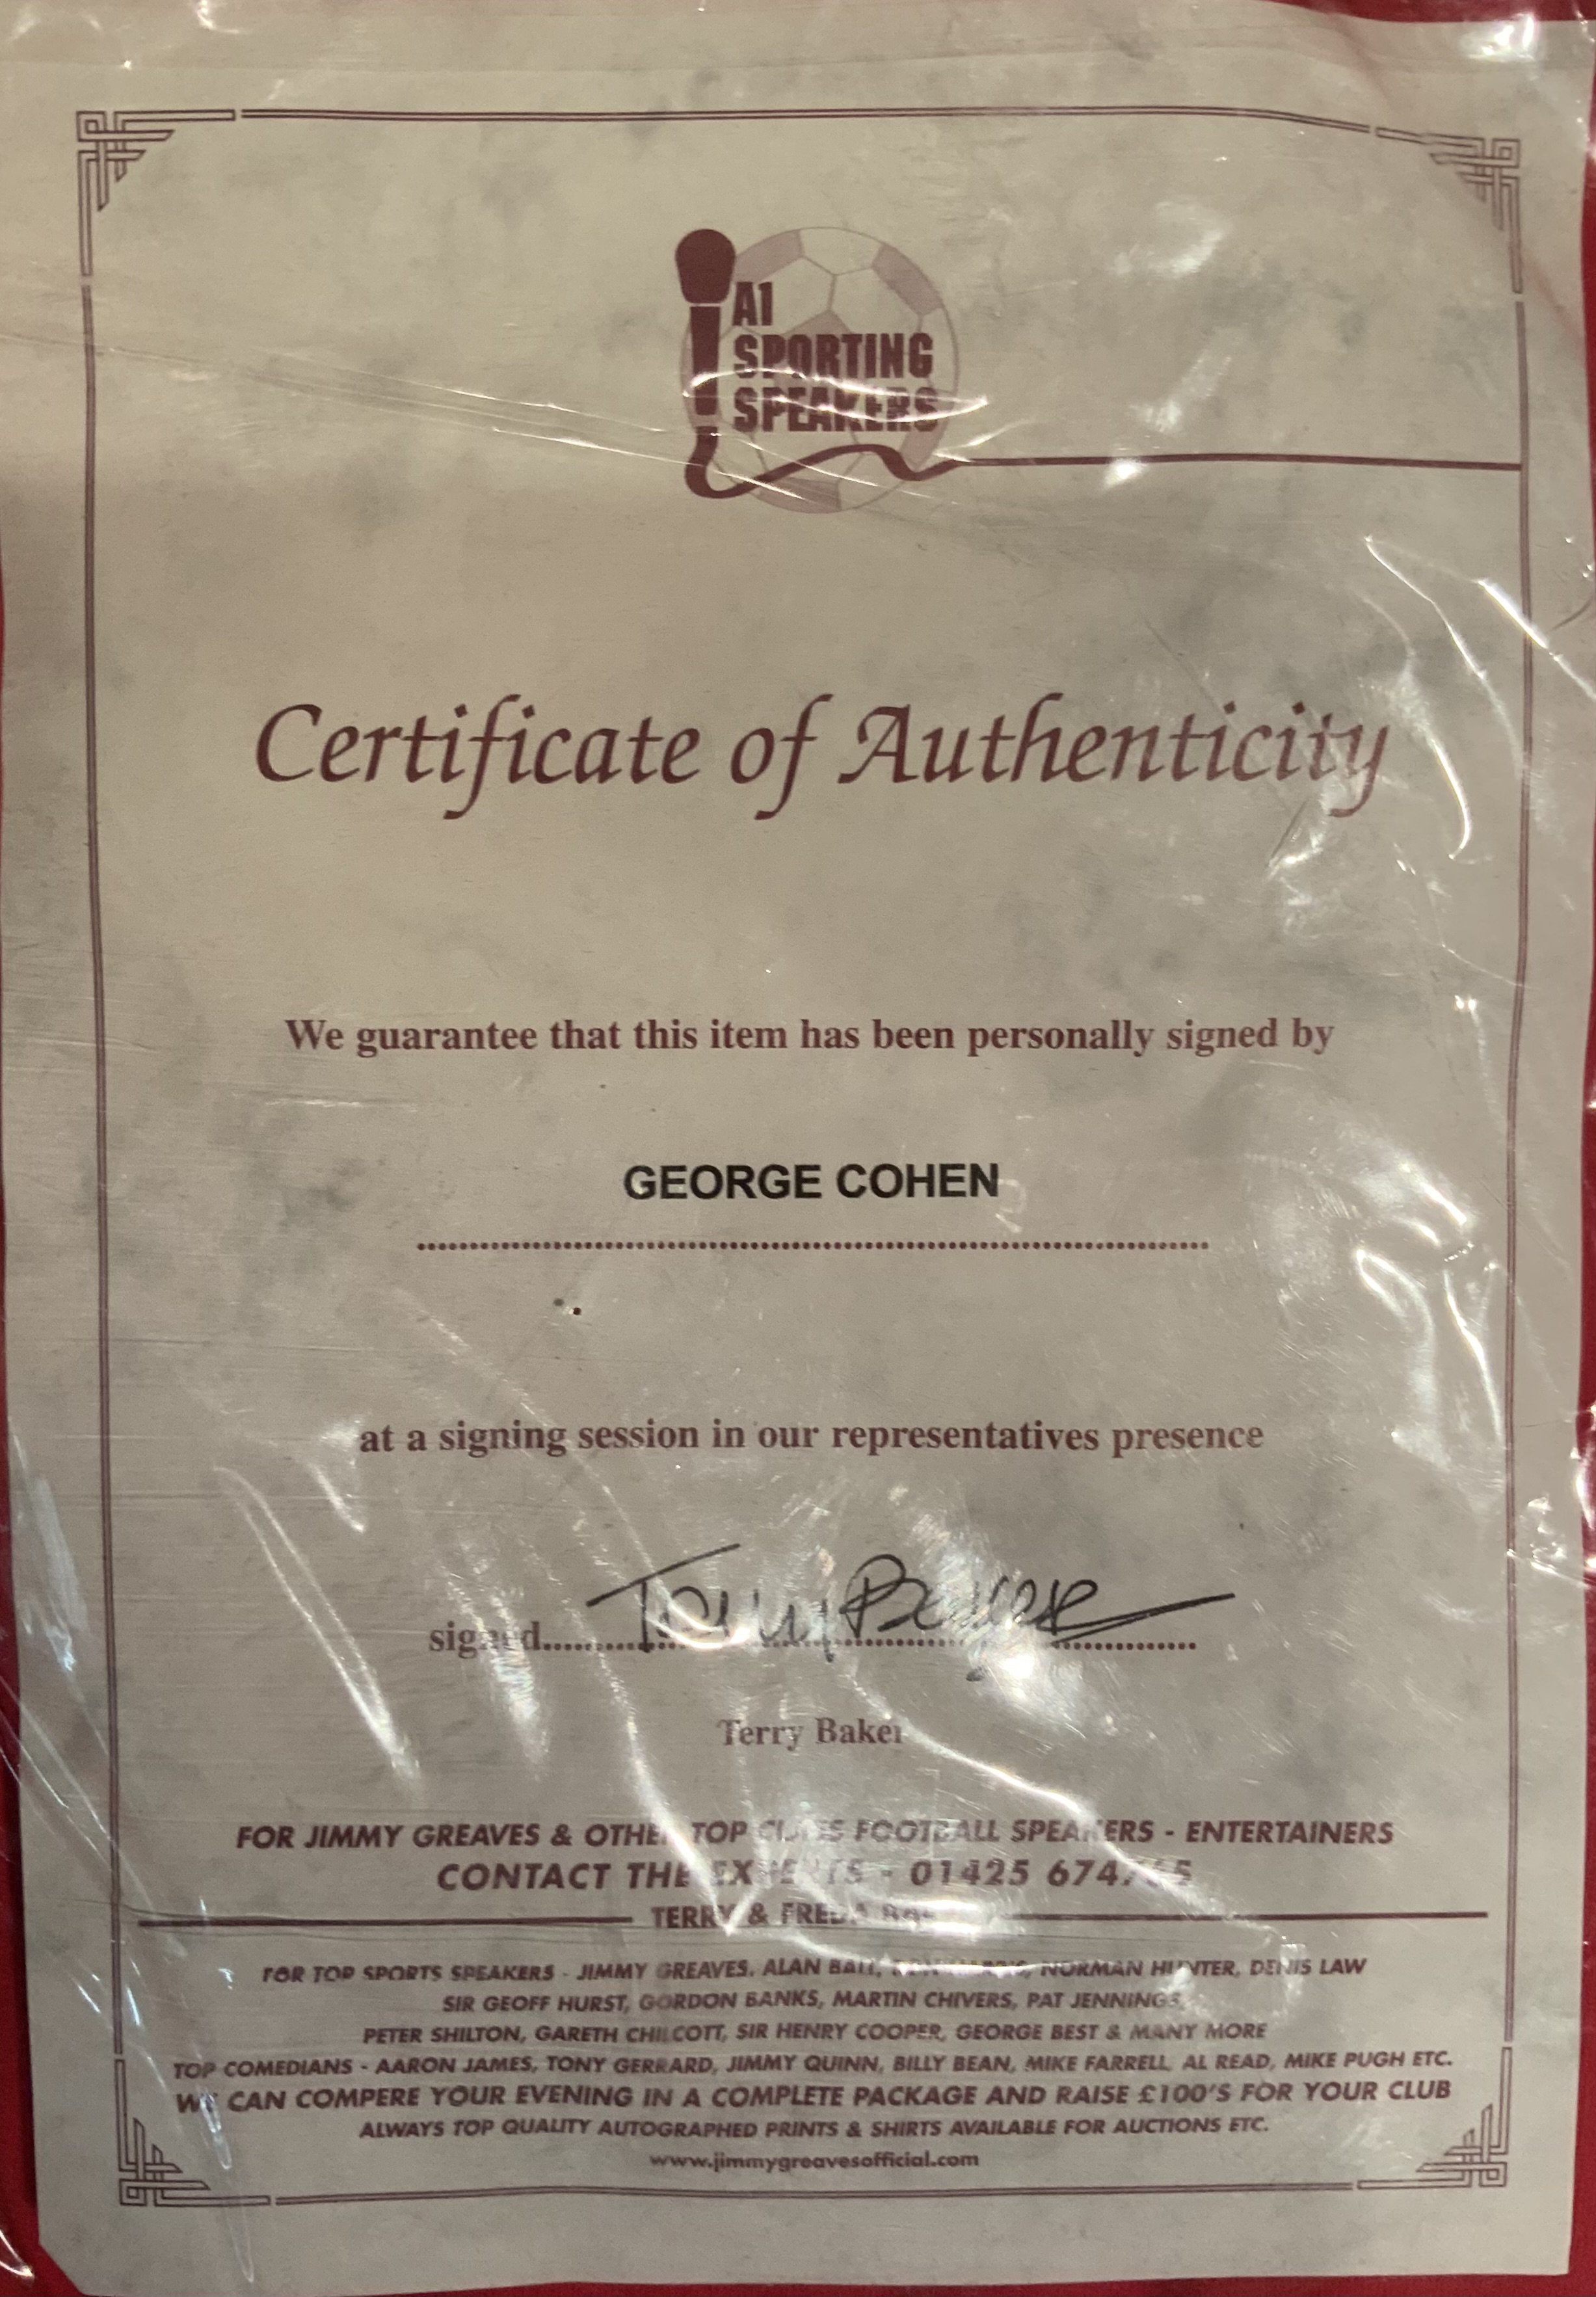 A1
SPORTING
SPEAKERS
Certificate of Authenticity
We guarantee that this item has been personally signed by
GEORGE COHEN
at a signing session in our representatives presence
signed
Terry Baker
FOR JIMMY GREAVES & OTHER TOP FOOTBALL SPEAKERS - ENTERTAINERS
CONTACT THE EXPERTS - 01425
TERRY & FREDA
FOR TOP SPORTS SPEAKERS - JIMMY GREAVES, ALAN BALL, NORMAN HUNTER, DENIS LAW
SIR GEOFF HURST, GORDON BANKS, MARTIN CHIVERS, PAT JENNINGS,
PETER SHILTON, GARETH CHILCOTT, SIR HENRY COOPER, GEORGE BEST & MANY MORE
TOP COMEDIANS - AARON JAMES, TONY GERRARD, JIMMY QUINN, BILLY BEAN, MIKE FARRELL, AL READ, MIKE PUGH ETC.
WE CAN COMPERE YOUR EVENING IN A COMPLETE PACKAGE AND RAISE £100'S FOR YOUR CLUB
ALWAYS TOP QUALITY AUTOGRAPHED PRINTS & SHIRTS AVAILABLE FOR AUCTIONS ETC.
www.jimmygreavesofficial.com